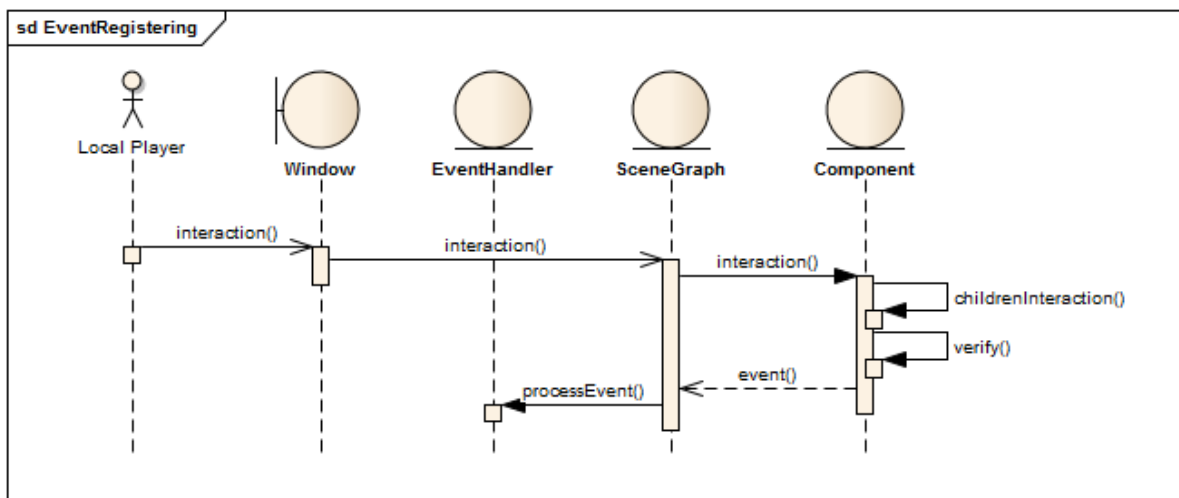 sd EventRegistering
Local Player
Window
EventHandler
SceneGraph
Component
interaction()
interaction()
interaction()
childrenInteraction()
verify()
event()
processEvent()